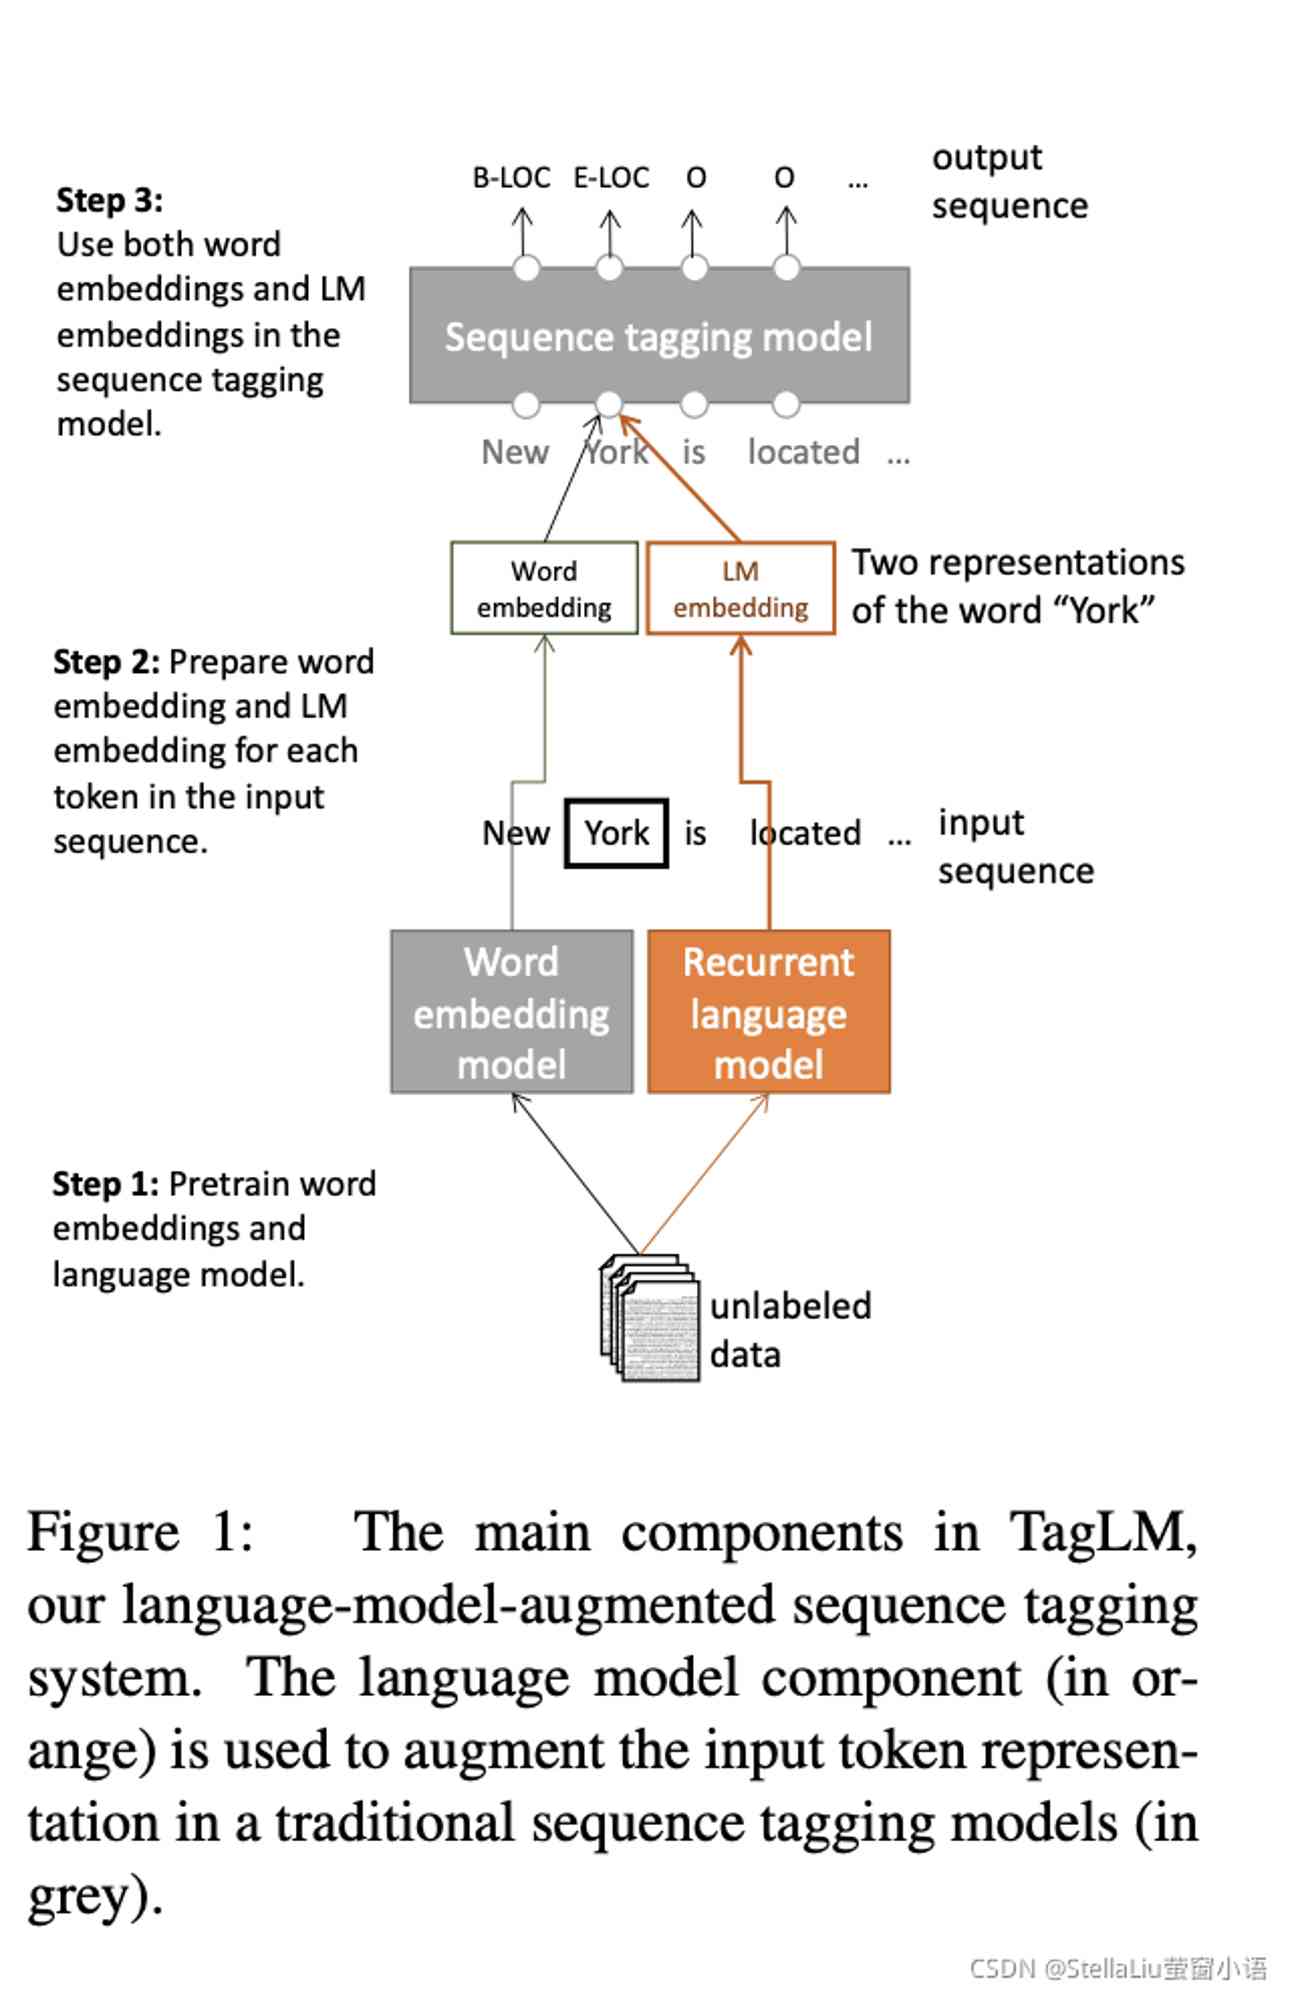 B-LOC E-LOC O O ...
output
sequence
Step 3:
Use both word
embeddings and LM
embeddings in the
sequence tagging
model.
Sequence tagging model
New York is located ...
Word
embedding
LM
embedding
Two representations
of the word “York”
Step 2: Prepare word
embedding and LM
embedding for each
token in the input
sequence.
New York is located ...
input
sequence
Word
embedding
model
Recurrent
language
model
Step 1: Pretrain word
embeddings and
language model.
unlabeled
data
Figure 1: The main components in TagLM,
our language-model-augmented sequence tagging
system. The language model component (in or-
ange) is used to augment the input token represen-
tation in a traditional sequence tagging models (in
grey).
CSDN @StellaLiu萤窗小语